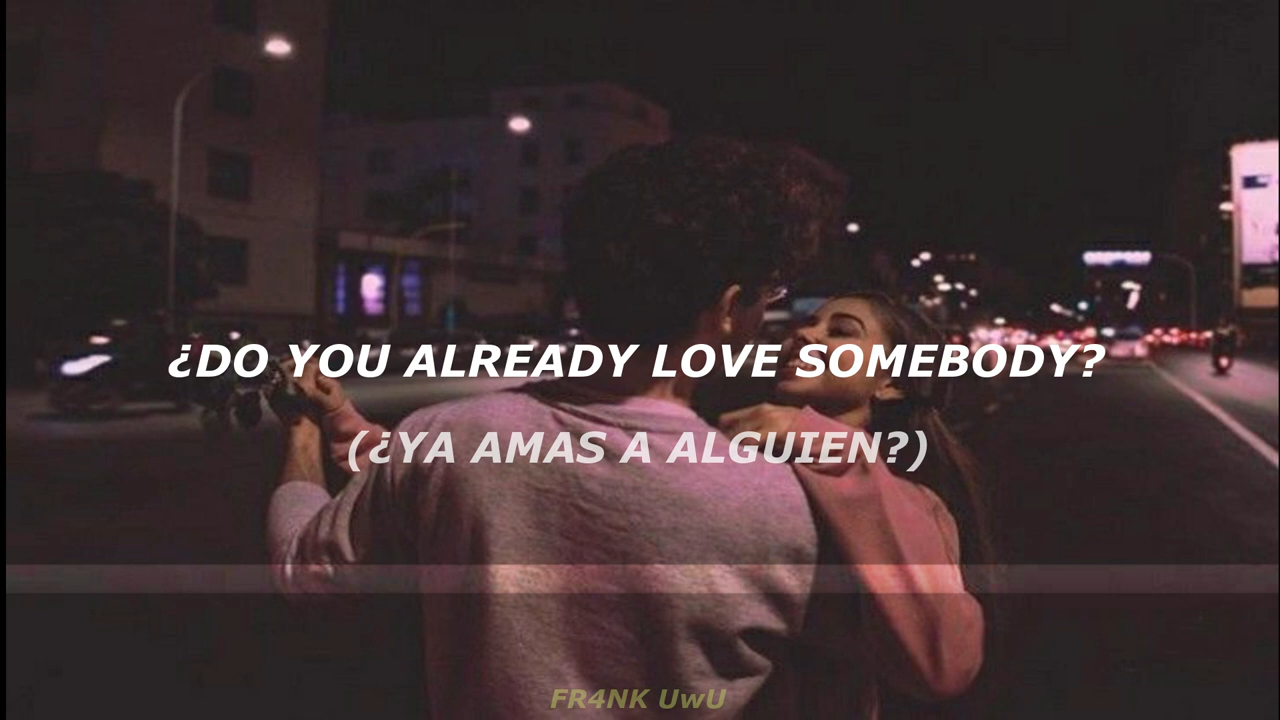 ¿DO YOU ALREADY LOVE SOMEBODY?
(¿YA AMAS A ALGUIEN?)
FR4NK UwU